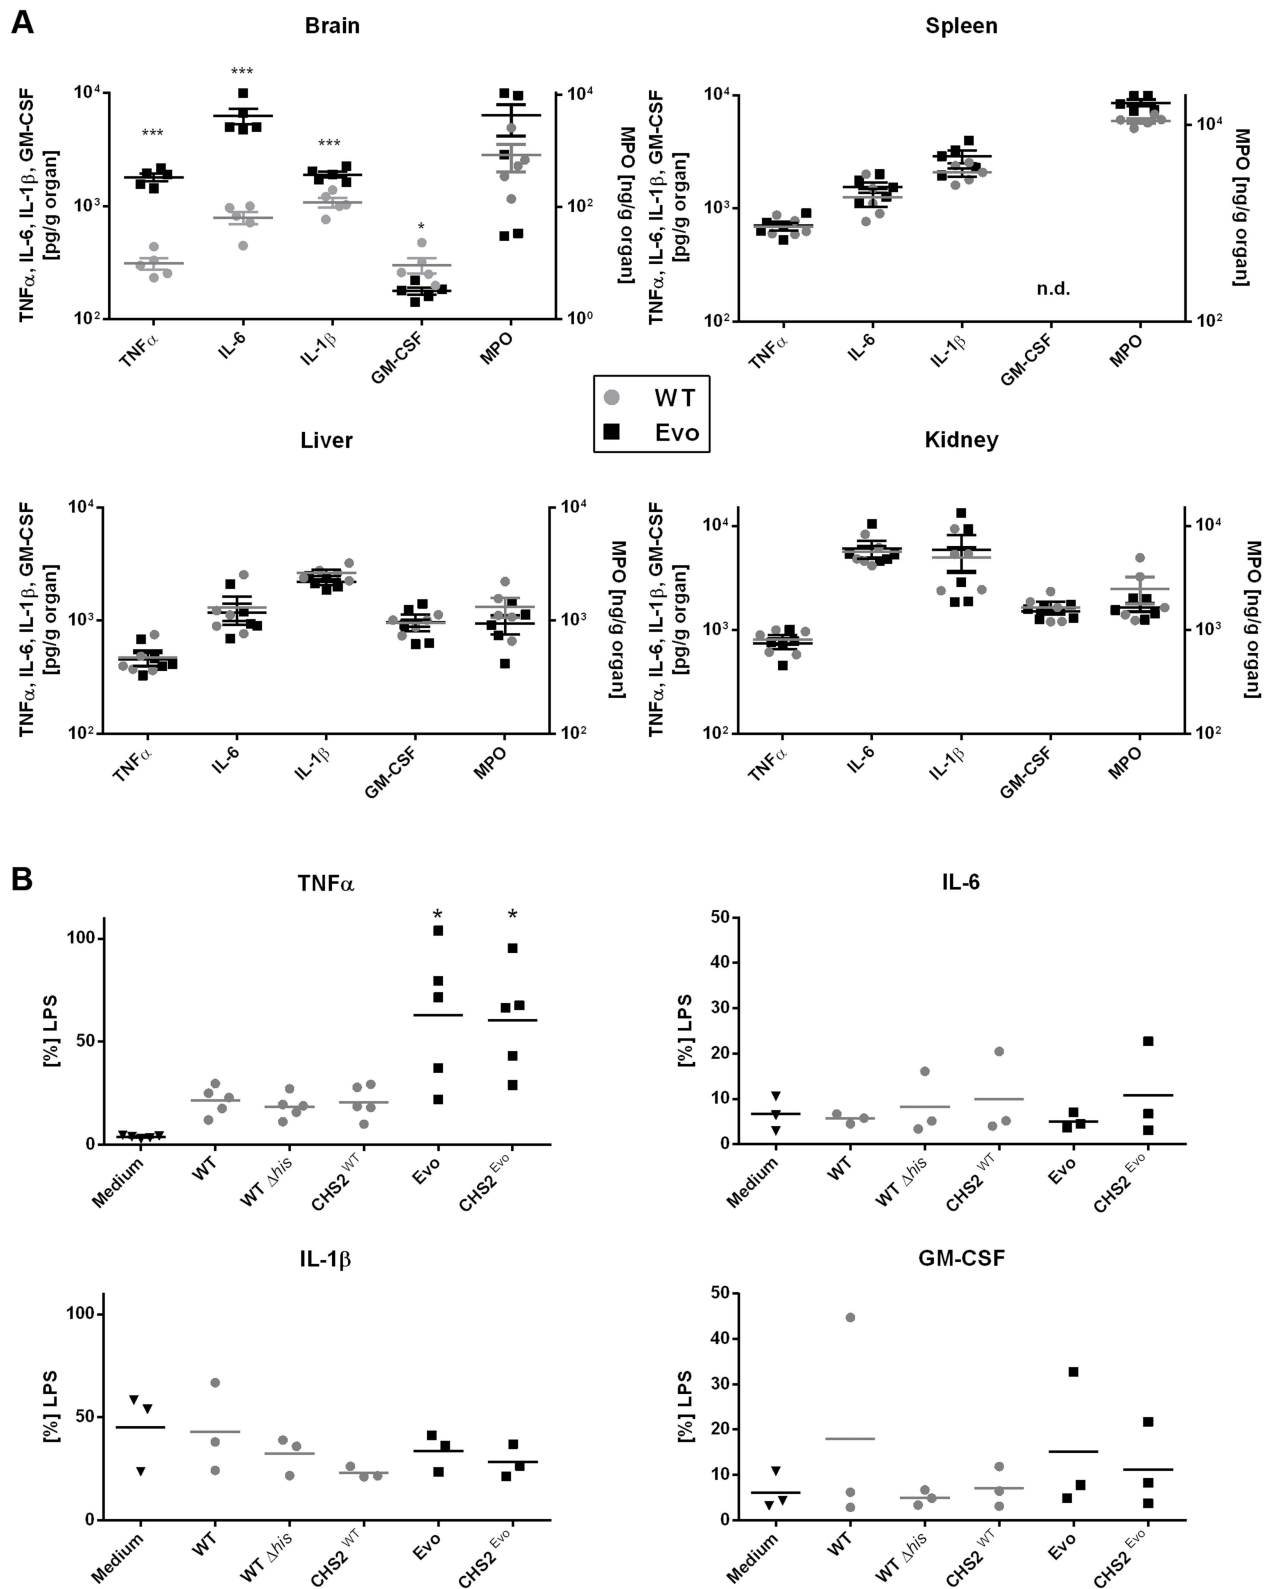 A
Brain
Spleen
TNFα, IL-6, IL-1β, GM-CSF
[pg/g organ]
10⁴
10³
10²
***
***
***
*
10⁴
10²
10⁰
MPO [ng/g organ]
TNFα
IL-6
IL-1β
GM-CSF
MPO
TNFα, IL-6, IL-1β, GM-CSF
[pg/g organ]
10⁴
10³
10²
n.d.
10⁴
10²
MPO [ng/g organ]
TNFα
IL-6
IL-1β
GM-CSF
MPO
WT
Evo
Liver
Kidney
TNFα, IL-6, IL-1β, GM-CSF
[pg/g organ]
10⁴
10³
10²
10⁴
10³
10²
MPO [ng/g organ]
TNFα
IL-6
IL-1β
GM-CSF
MPO
TNFα, IL-6, IL-1β, GM-CSF
[pg/g organ]
10⁴
10³
10²
10⁴
10³
10²
MPO [ng/g organ]
TNFα
IL-6
IL-1β
GM-CSF
MPO
B
TNFα
[%] LPS
100
50
0
*
*
Medium
WT
WT Δhis
CHS2 WT
Evo
CHS2 Evo
IL-6
[%] LPS
50
40
30
20
10
0
Medium
WT
WT Δhis
CHS2 WT
Evo
CHS2 Evo
IL-1β
[%] LPS
100
50
0
Medium
WT
WT Δhis
CHS2 WT
Evo
CHS2 Evo
GM-CSF
[%] LPS
50
40
30
20
10
0
Medium
WT
WT Δhis
CHS2 WT
Evo
CHS2 Evo